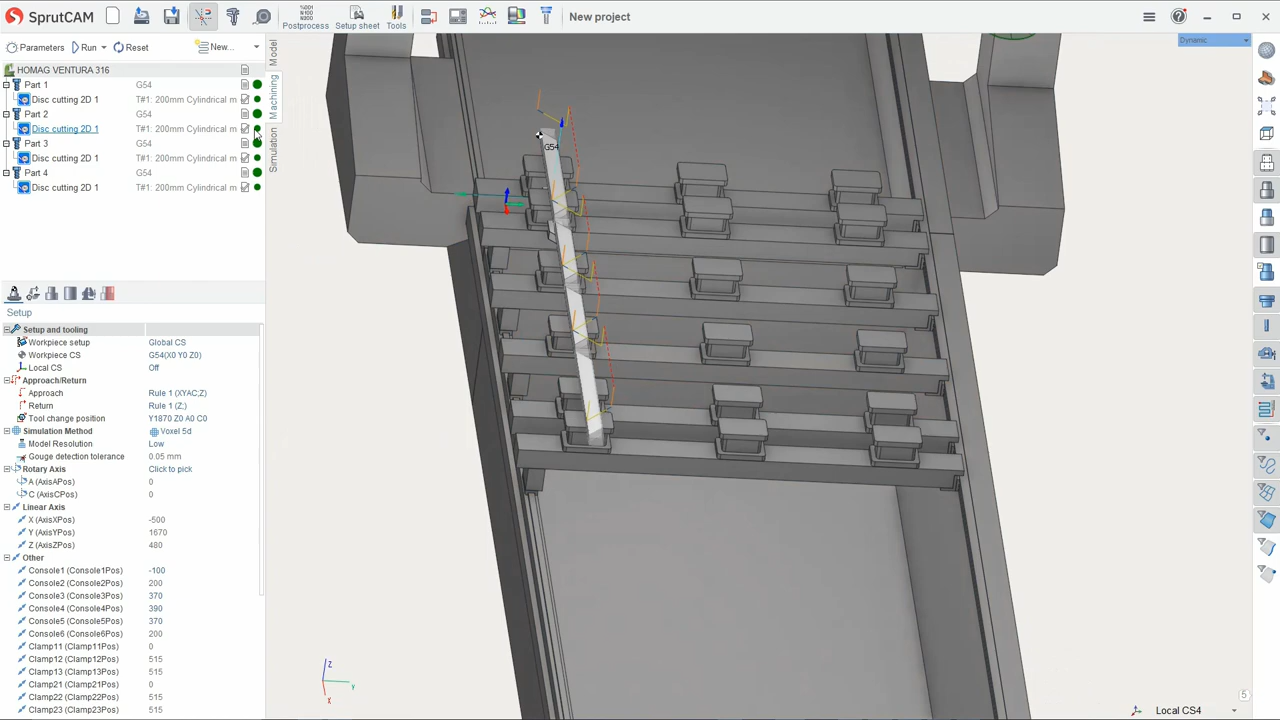 SprutCAM
N10 X100
N300
Postprocess
Setup sheet
Tools
New project
Parameters
Run
Reset
New...
Dynamic
Model
Machining
Simulation
HOMAG VENTURA 316
Part 1 G54
Disc cutting 2D 1 T#1: 200mm Cylindrical m
Part 2 G54
Disc cutting 2D 1 T#1: 200mm Cylindrical m
Part 3 G54
Disc cutting 2D 1 T#1: 200mm Cylindrical m
Part 4 G54
Disc cutting 2D 1 T#1: 200mm Cylindrical m
G54
Setup
Setup and tooling
Workpiece setup Global CS
Workpiece CS G54(X0 Y0 Z0)
Local CS Off
Approach/Return
Approach Rule 1 (XYAC;Z)
Return Rule 1 (Z;)
Tool change position Y1870 Z0 A0 C0
Simulation Method Voxel 5d
Model Resolution Low
Gouge detection tolerance 0.05 mm
Rotary Axis Click to pick
A (AxisAPos) 0
C (AxisCPos) 0
Linear Axis
X (AxisXPos) -500
Y (AxisYPos) 1670
Z (AxisZPos) 480
Other
Console1 (Console1Pos) -100
Console2 (Console2Pos) 200
Console3 (Console3Pos) 370
Console4 (Console4Pos) 390
Console5 (Console5Pos) 370
Console6 (Console6Pos) 200
Clamp11 (Clamp11Pos) 0
Clamp12 (Clamp12Pos) 515
Clamp13 (Clamp13Pos) 515
Clamp21 (Clamp21Pos) 0
Clamp22 (Clamp22Pos) 515
Clamp23 (Clamp23Pos) 515
Z
Y
X
5
Local CS4